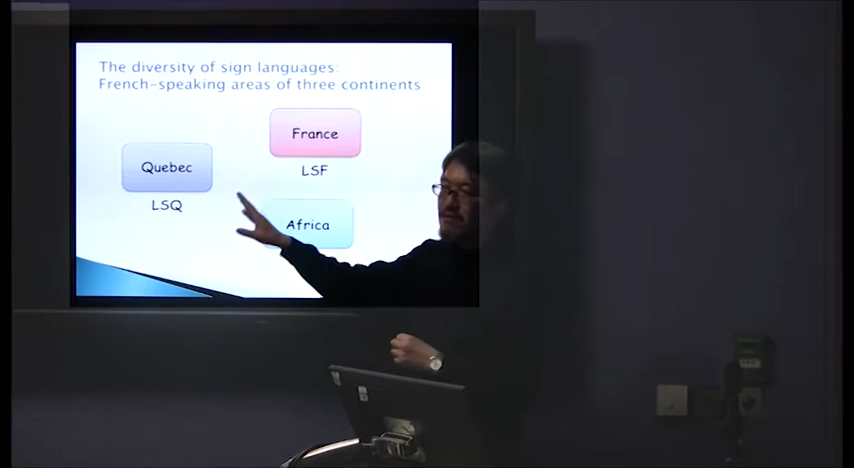 The diversity of sign languages:
French-speaking areas of three continents
France
Quebec
LSF
LSQ
Africa